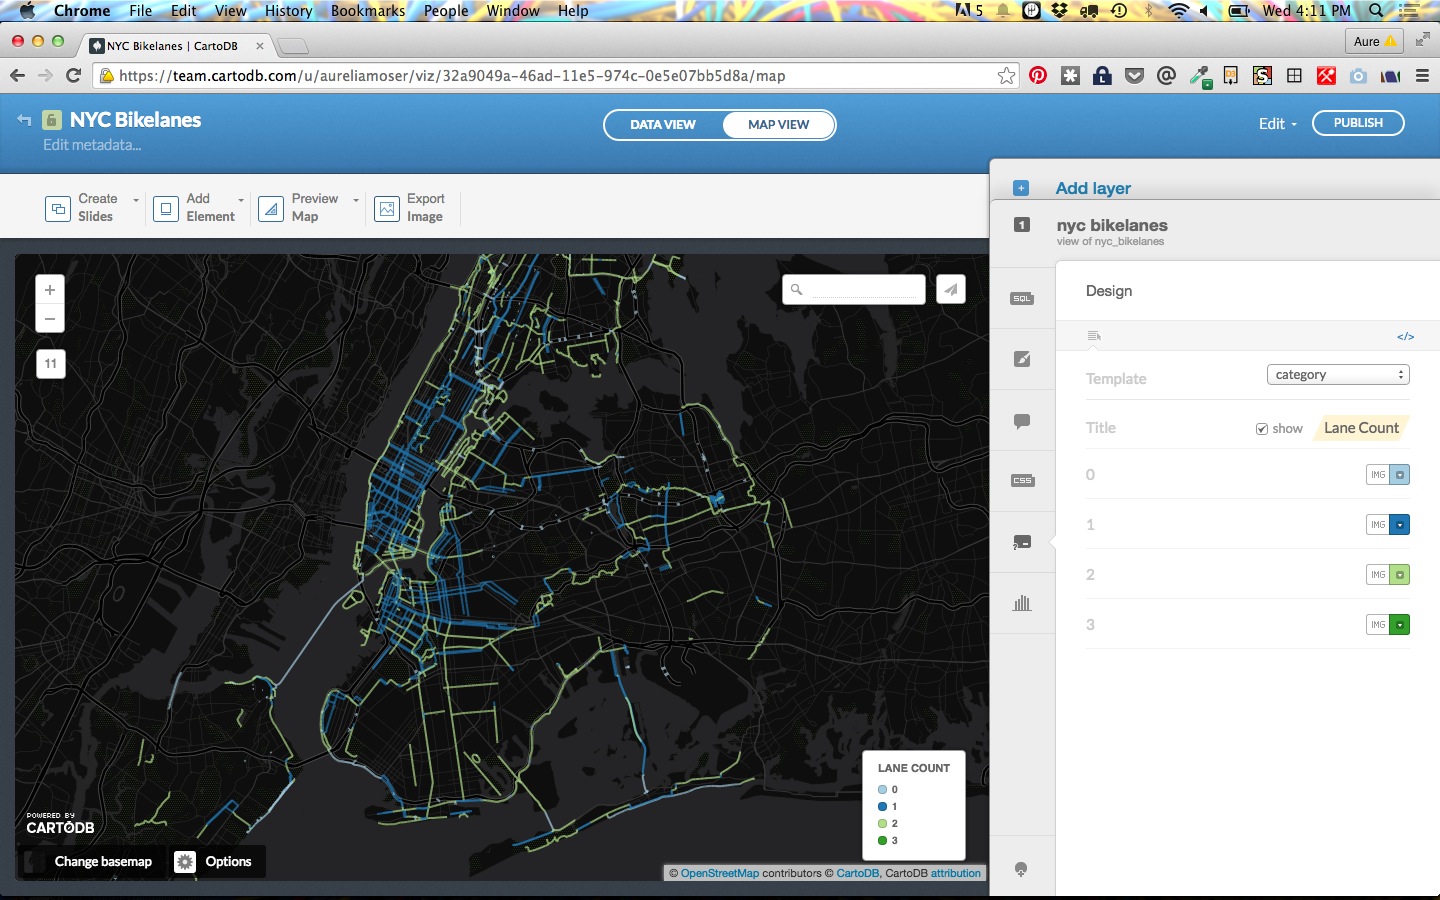 Chrome File Edit View History Bookmarks People Window Help 5 Wed 4:11 PM
NYC Bikelanes | CartoDB
Aure
https://team.cartodb.com/u/aureliamoser/viz/32a9049a-46ad-11e5-974c-0e5e07bb5d8a/map
NYC Bikelanes
Edit metadata...
DATA VIEW
MAP VIEW
Edit
PUBLISH
Create
Slides
Add
Element
Preview
Map
Export
Image
+
−
11
POWERED BY
CARTODB
Change basemap
Options
LANE COUNT
0
1
2
3
© OpenStreetMap contributors © CartoDB, CartoDB attribution
+
Add layer
1
nyc bikelanes
view of nyc_bikelanes
SQL
CSS
Design
</>
Template
category
Title
show
Lane Count
0
IMG
1
IMG
2
IMG
3
IMG